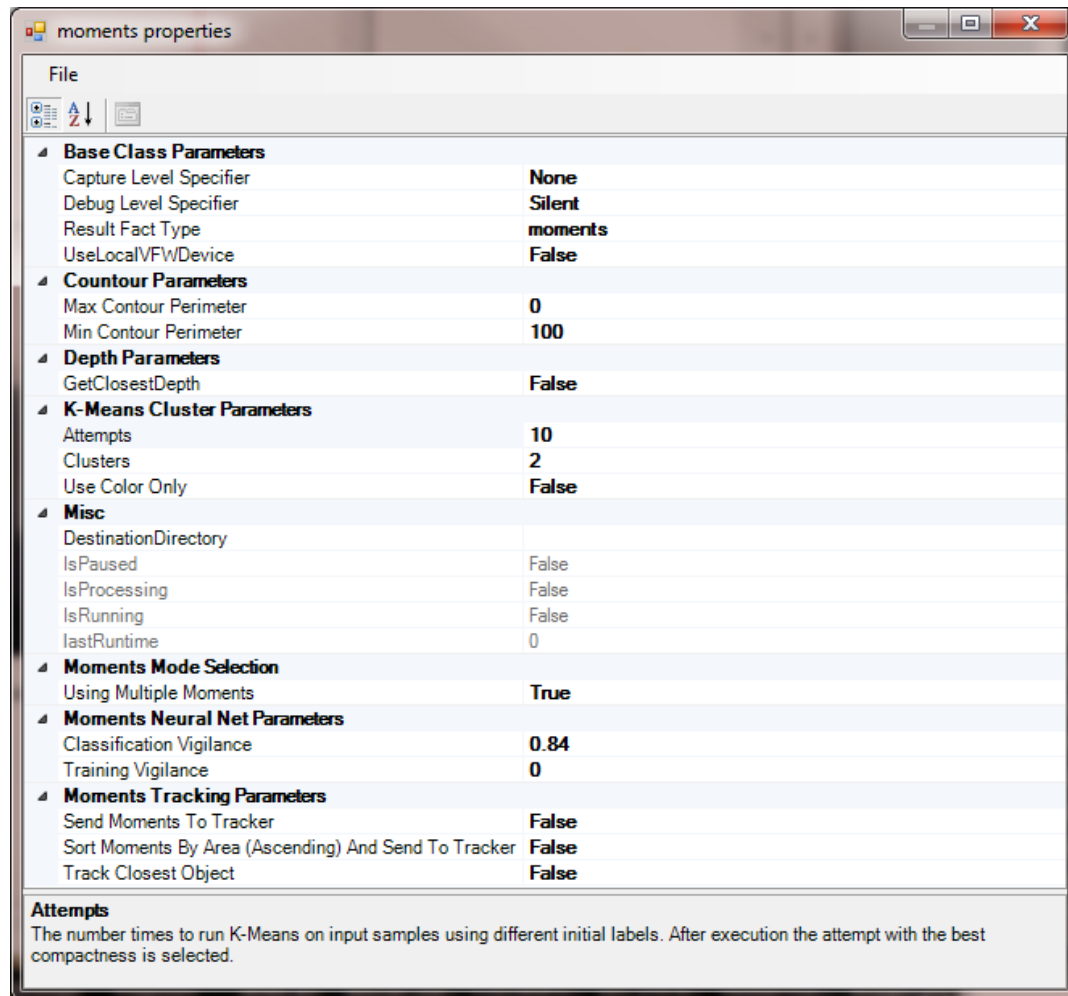 moments properties
File
Base Class Parameters
Capture Level Specifier None
Debug Level Specifier Silent
Result Fact Type moments
UseLocalVFWDevice False
Countour Parameters
Max Contour Perimeter 0
Min Contour Perimeter 100
Depth Parameters
GetClosestDepth False
K-Means Cluster Parameters
Attempts 10
Clusters 2
Use Color Only False
Misc
DestinationDirectory
IsPaused False
IsProcessing False
IsRunning False
lastRuntime 0
Moments Mode Selection
Using Multiple Moments True
Moments Neural Net Parameters
Classification Vigilance 0.84
Training Vigilance 0
Moments Tracking Parameters
Send Moments To Tracker False
Sort Moments By Area (Ascending) And Send To Tracker False
Track Closest Object False
Attempts
The number times to run K-Means on input samples using different initial labels. After execution the attempt with the best
compactness is selected.